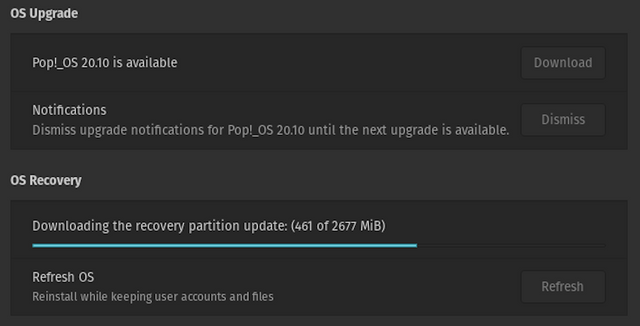 OS Upgrade
Pop!_OS 20.10 is available
Download
Notifications
Dismiss upgrade notifications for Pop!_OS 20.10 until the next upgrade is available.
Dismiss
OS Recovery
Downloading the recovery partition update: (461 of 2677 MiB)
Refresh OS
Reinstall while keeping user accounts and files
Refresh